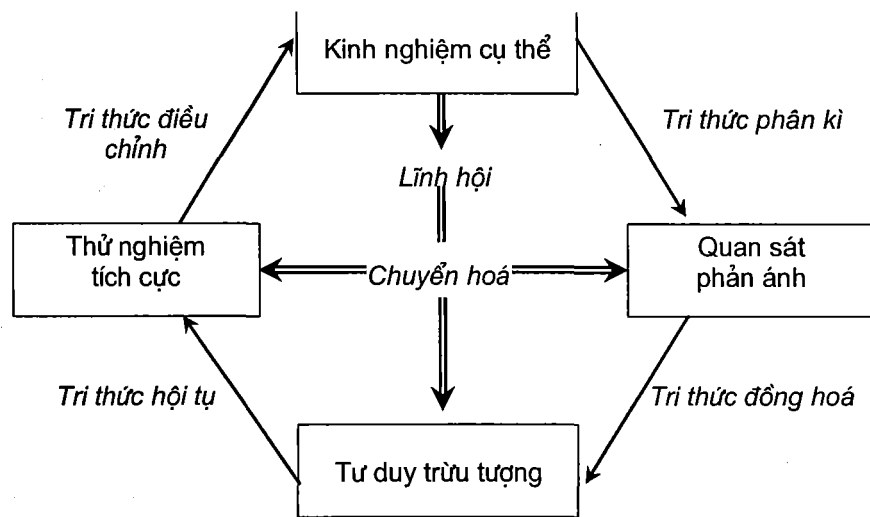 Kinh nghiệm cụ thể
Tri thức điều
chỉnh
Tri thức phân kì
Lĩnh hội
Thử nghiệm
tích cực
Chuyển hoá
Quan sát
phản ánh
Tri thức hội tụ
Tri thức đồng hoá
Tư duy trừu tượng